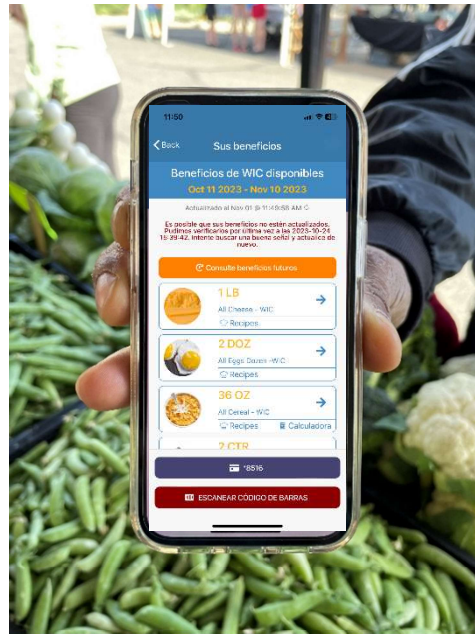 11:50
Back
Sus beneficios
Beneficios de WIC disponibles
Oct 11 2023 - Nov 10 2023
Actualizado al Nov 01 @ 11:49:56 AM
Es posible que sus beneficios no estén actualizados.
Pudimos verificarlos por última vez a las 2023-10-24
15:39:42. Intente buscar una buena señal y actualice de
nuevo.
Consulte beneficios futuros
1 LB
All Cheese - WIC
Recipes
2 DOZ
All Eggs Dozen -WIC
Recipes
36 OZ
All Cereal - WIC
Recipes Calculadora
2 CTR
*8516
ESCANEAR CÓDIGO DE BARRAS